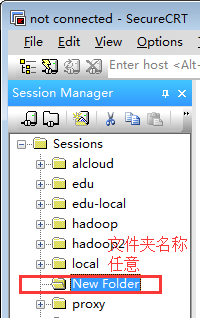 not connected - SecureCRT
File Edit View Options
Enter host <Alt-
Session Manager
Sessions
alcloud
edu
edu-local
hadoop
hadoop2 文件夹名称
local 任意
New Folder
proxy